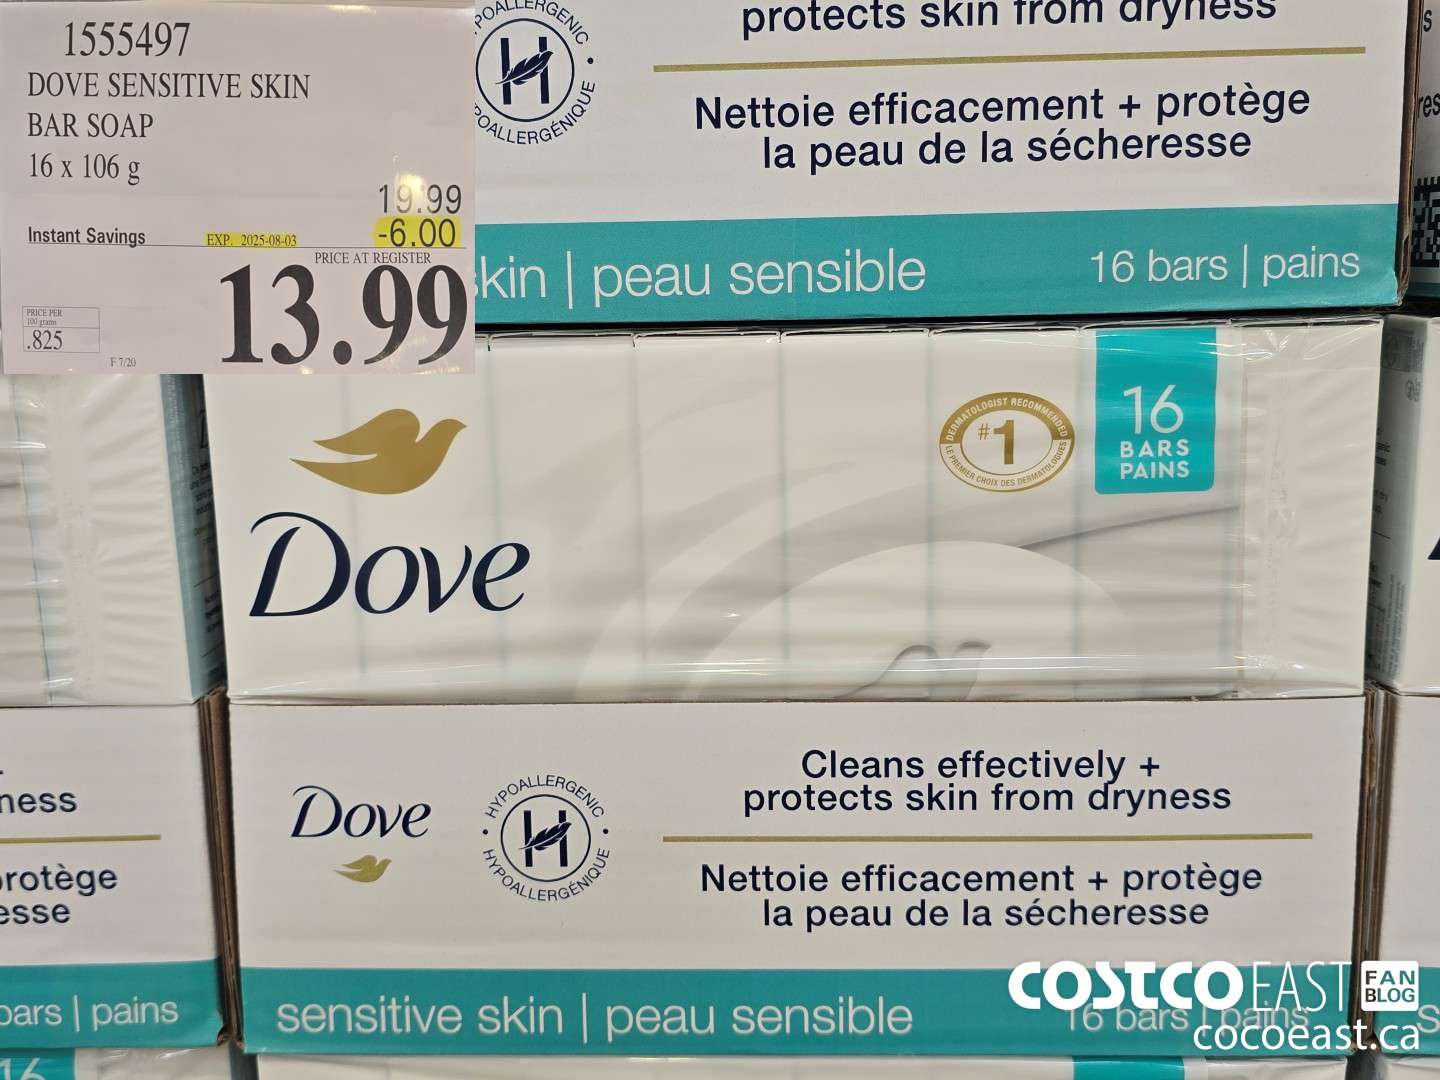 1555497
DOVE SENSITIVE SKIN
BAR SOAP
16 x 106 g
19.99
Instant Savings EXP. 2025-08-03 -6.00
PRICE AT REGISTER
13.99
PRICE PER
100 grams
.825
F 7/20
protects skin from dryness
Nettoie efficacement + protège
la peau de la sécheresse
skin | peau sensible
16 bars | pains
Dove
DERMATOLOGIST RECOMMENDED
#1
LE PREMIER CHOIX DES DERMATOLOGUES
16
BARS
PAINS
Dove
HYPOALLERGENIC
H
HYPOALLERGÉNIQUE
Cleans effectively +
protects skin from dryness
Nettoie efficacement + protège
la peau de la sécheresse
sensitive skin | peau sensible
16 bars | pains
bars | pains
16
COSTCO EAST FAN BLOG
cocoeast.ca